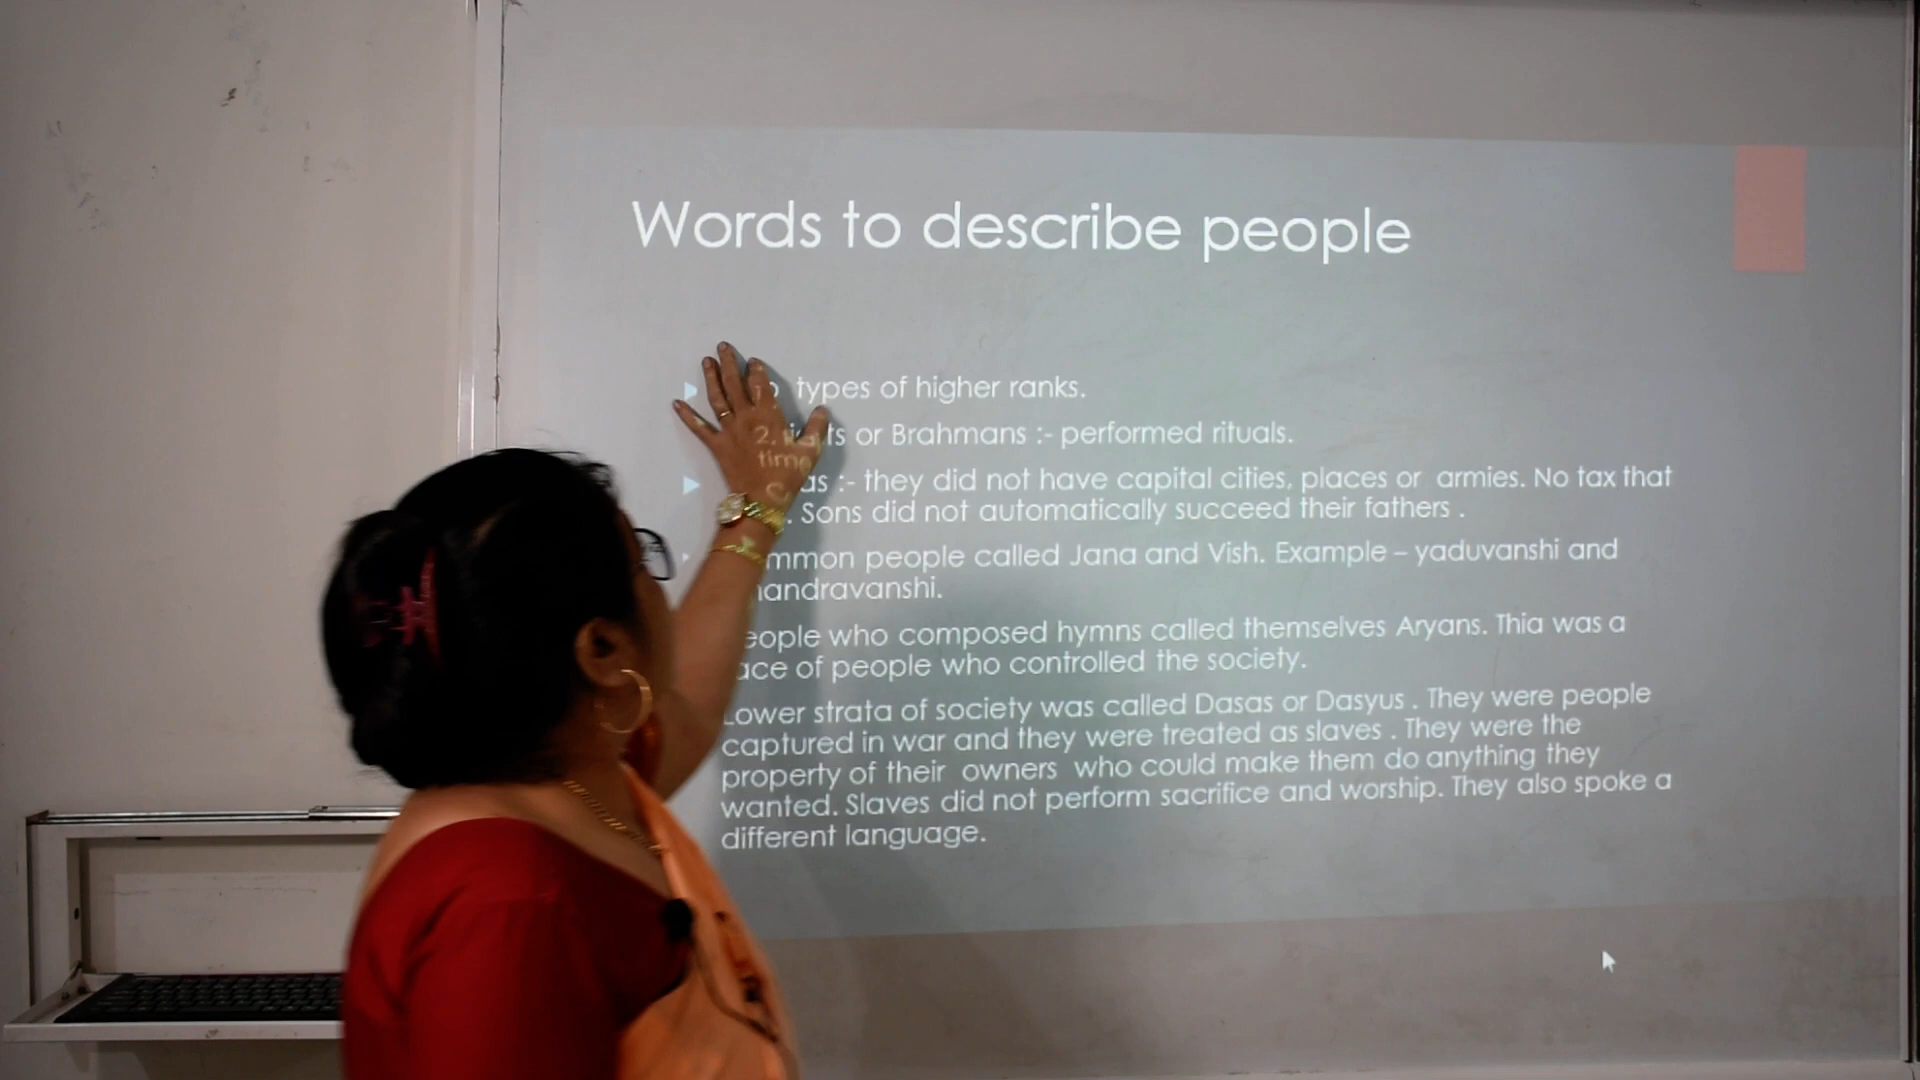 Words to describe people
types of higher ranks.
2. or Brahmans :- performed rituals.
time
:- they did not have capital cities, places or armies. No tax that
. Sons did not automatically succeed their fathers .
people called Jana and Vish. Example – yaduvanshi and
who composed hymns called themselves Aryans. Thia was a
of people who controlled the society.
Lower strata of society was called Dasas or Dasyus . They were people
captured in war and they were treated as slaves . They were the
property of their owners who could make them do anything they
wanted. Slaves did not perform sacrifice and worship. They also spoke a
different language.